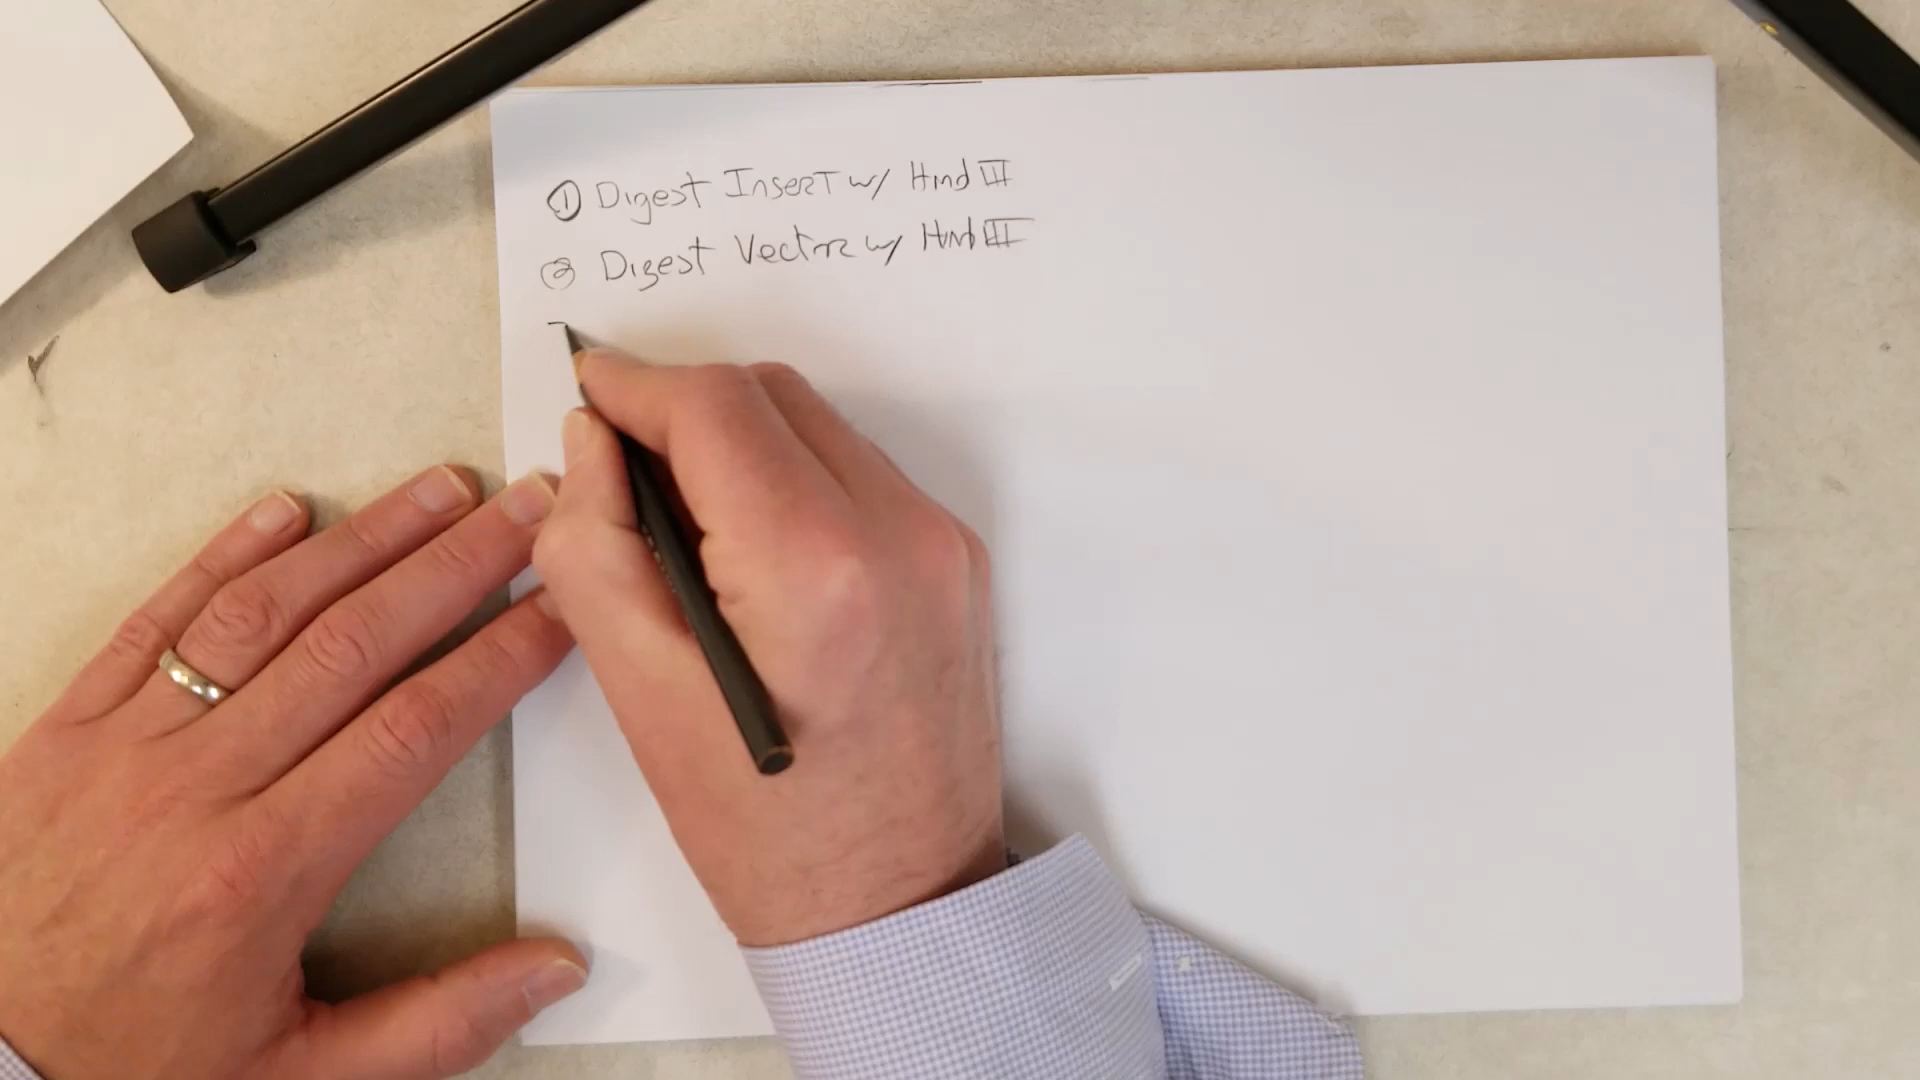 ① Digest Insert w/ Hind III
② Digest Vector w/ Hind III